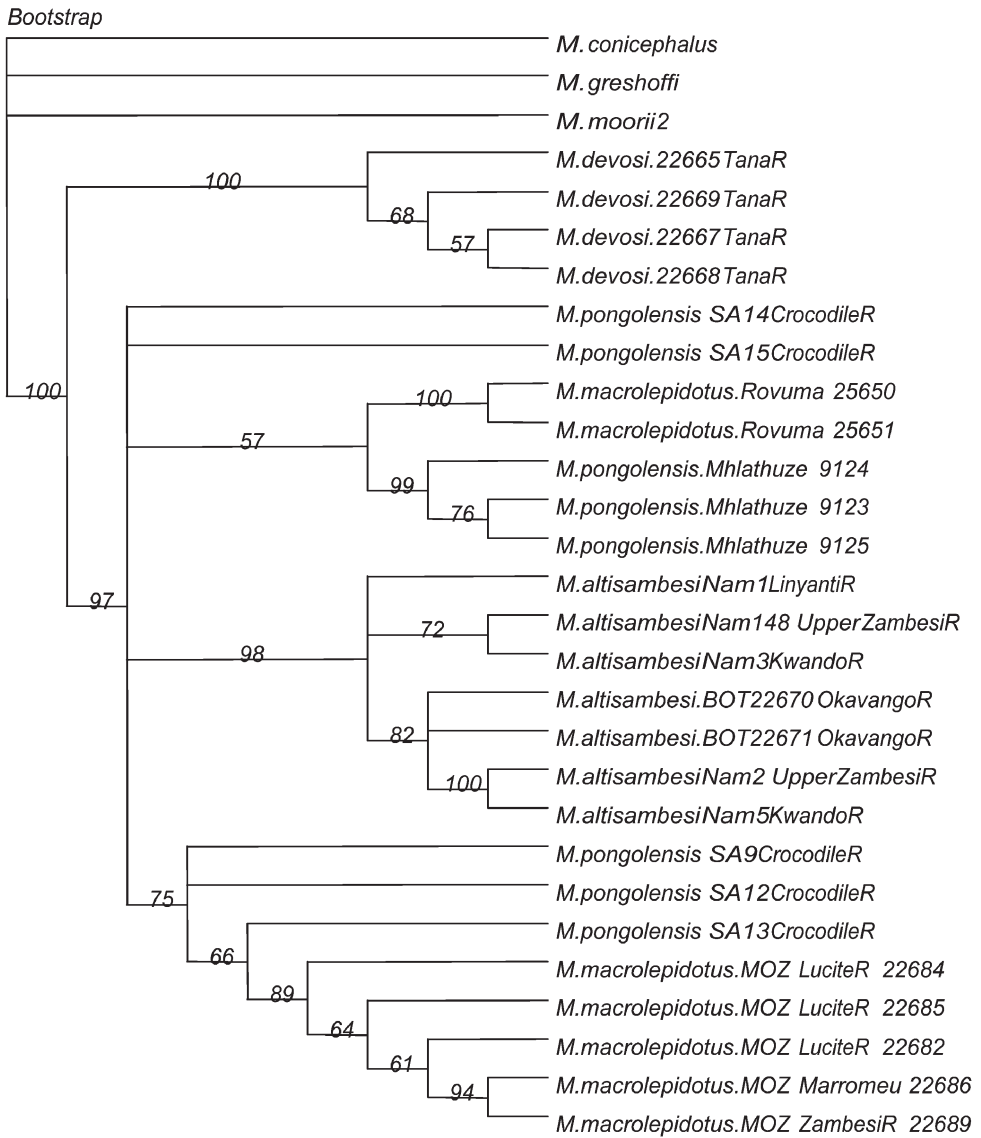 Bootstrap
M. conicephalus
M. greshoffi
M. moorii2
M.devosi.22665TanaR
100
M.devosi.22669TanaR
68
M.devosi.22667TanaR
57
M.devosi.22668TanaR
M.pongolensis SA14CrocodileR
M.pongolensis SA15CrocodileR
100
M.macrolepidotus.Rovuma 25650
100
M.macrolepidotus.Rovuma 25651
57
M.pongolensis.Mhlathuze 9124
99
M.pongolensis.Mhlathuze 9123
76
M.pongolensis.Mhlathuze 9125
M.altisambesiNam1LinyantiR
97
M.altisambesiNam148 UpperZambesiR
72
M.altisambesiNam3KwandoR
98
M.altisambesi.BOT22670OkavangoR
M.altisambesi.BOT22671OkavangoR
82
M.altisambesiNam2 UpperZambesiR
100
M.altisambesiNam5KwandoR
M.pongolensis SA9CrocodileR
M.pongolensis SA12CrocodileR
75
M.pongolensis SA13CrocodileR
66
M.macrolepidotus.MOZ LuciteR 22684
89
M.macrolepidotus.MOZ LuciteR 22685
64
M.macrolepidotus.MOZ LuciteR 22682
61
M.macrolepidotus.MOZ Marromeu 22686
94
M.macrolepidotus.MOZ ZambesiR 22689